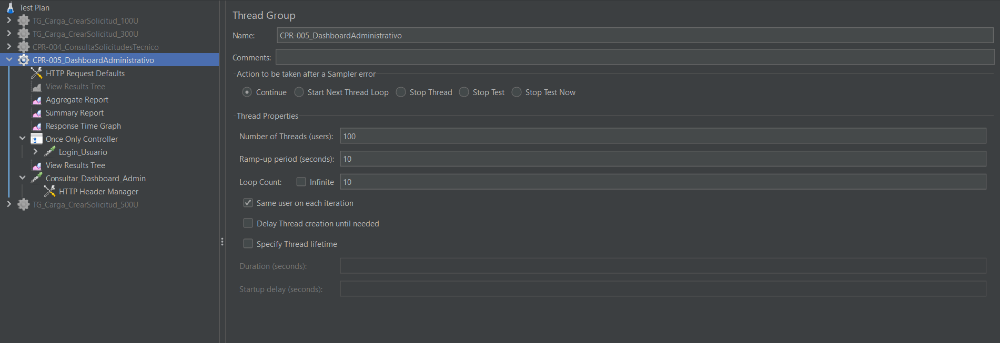 Test Plan
TG_Carga_CrearSolicitud_100U
TG_Carga_CrearSolicitud_300U
CPR-004_ConsultaSolicitudesTecnico
CPR-005_DashboardAdministrativo
HTTP Request Defaults
View Results Tree
Aggregate Report
Summary Report
Response Time Graph
Once Only Controller
Login_Usuario
View Results Tree
Consultar_Dashboard_Admin
HTTP Header Manager
TG_Carga_CrearSolicitud_500U
Thread Group
Name: CPR-005_DashboardAdministrativo
Comments:
Action to be taken after a Sampler error
Continue Start Next Thread Loop Stop Thread Stop Test Stop Test Now
Thread Properties
Number of Threads (users): 100
Ramp-up period (seconds): 10
Loop Count: Infinite 10
Same user on each iteration
Delay Thread creation until needed
Specify Thread lifetime
Duration (seconds):
Startup delay (seconds):